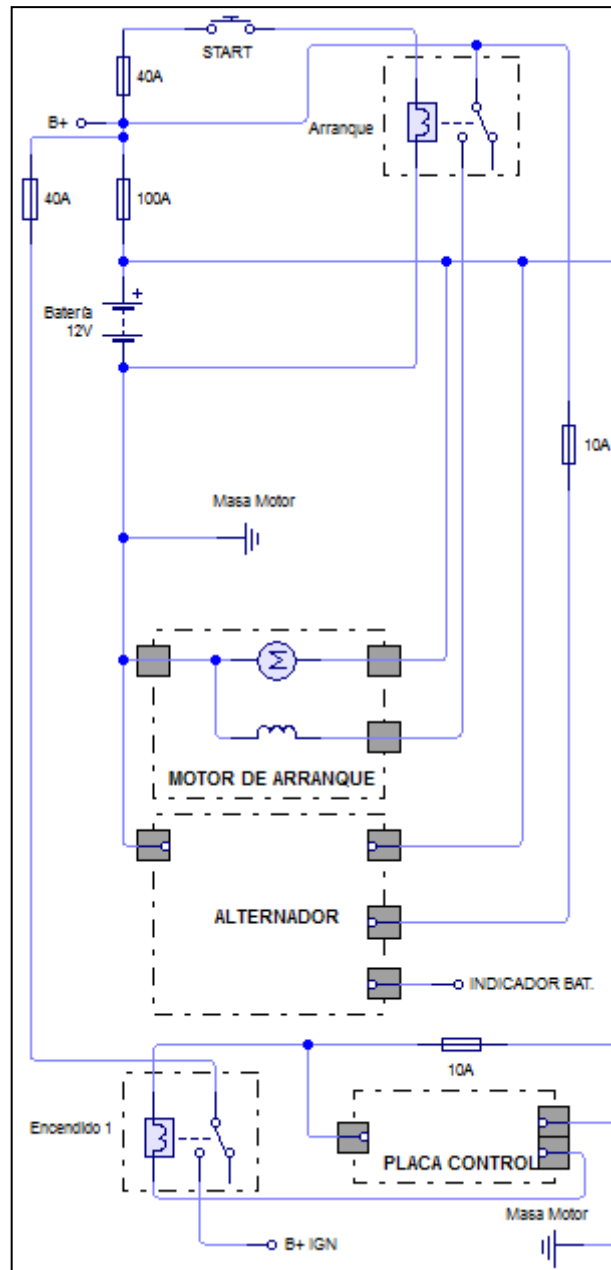 START
40A
B+
Arranque
40A
100A
+
Batería
12V
10A
Masa Motor
MOTOR DE ARRANQUE
ALTERNADOR
INDICADOR BAT.
10A
Encendido 1
PLACA CONTROL
Masa Motor
B+ IGN